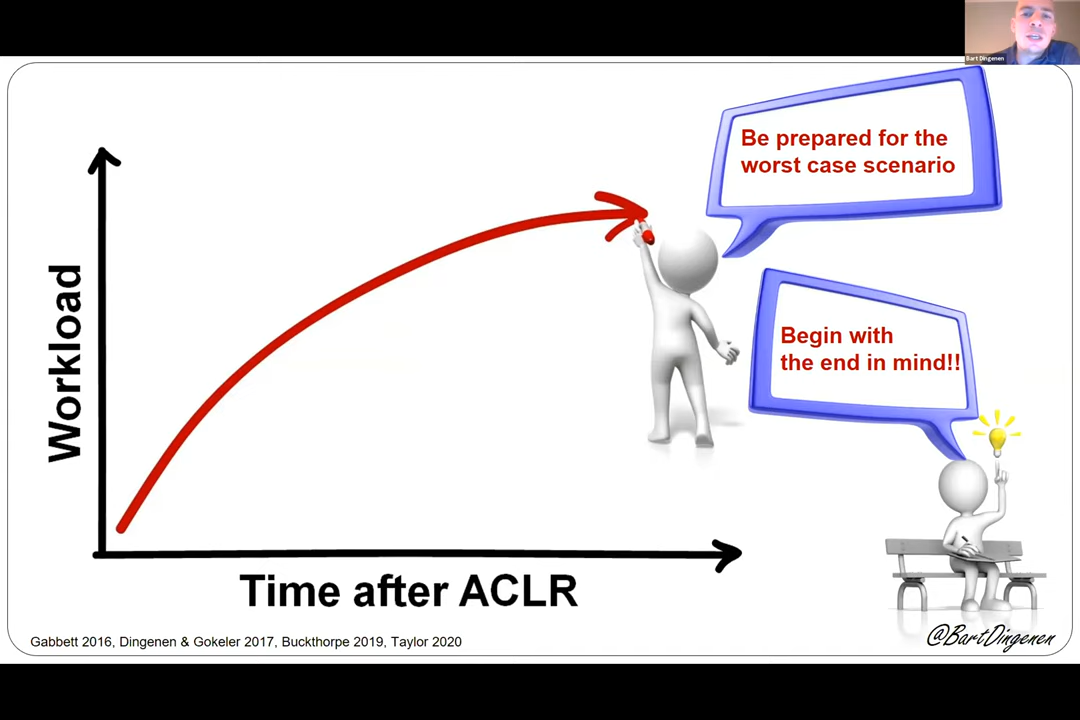 Bart Dingenen
Be prepared for the
worst case scenario
Begin with
the end in mind!!
Workload
Time after ACLR
Gabbett 2016, Dingenen & Gokeler 2017, Buckthorpe 2019, Taylor 2020
@BartDingenen